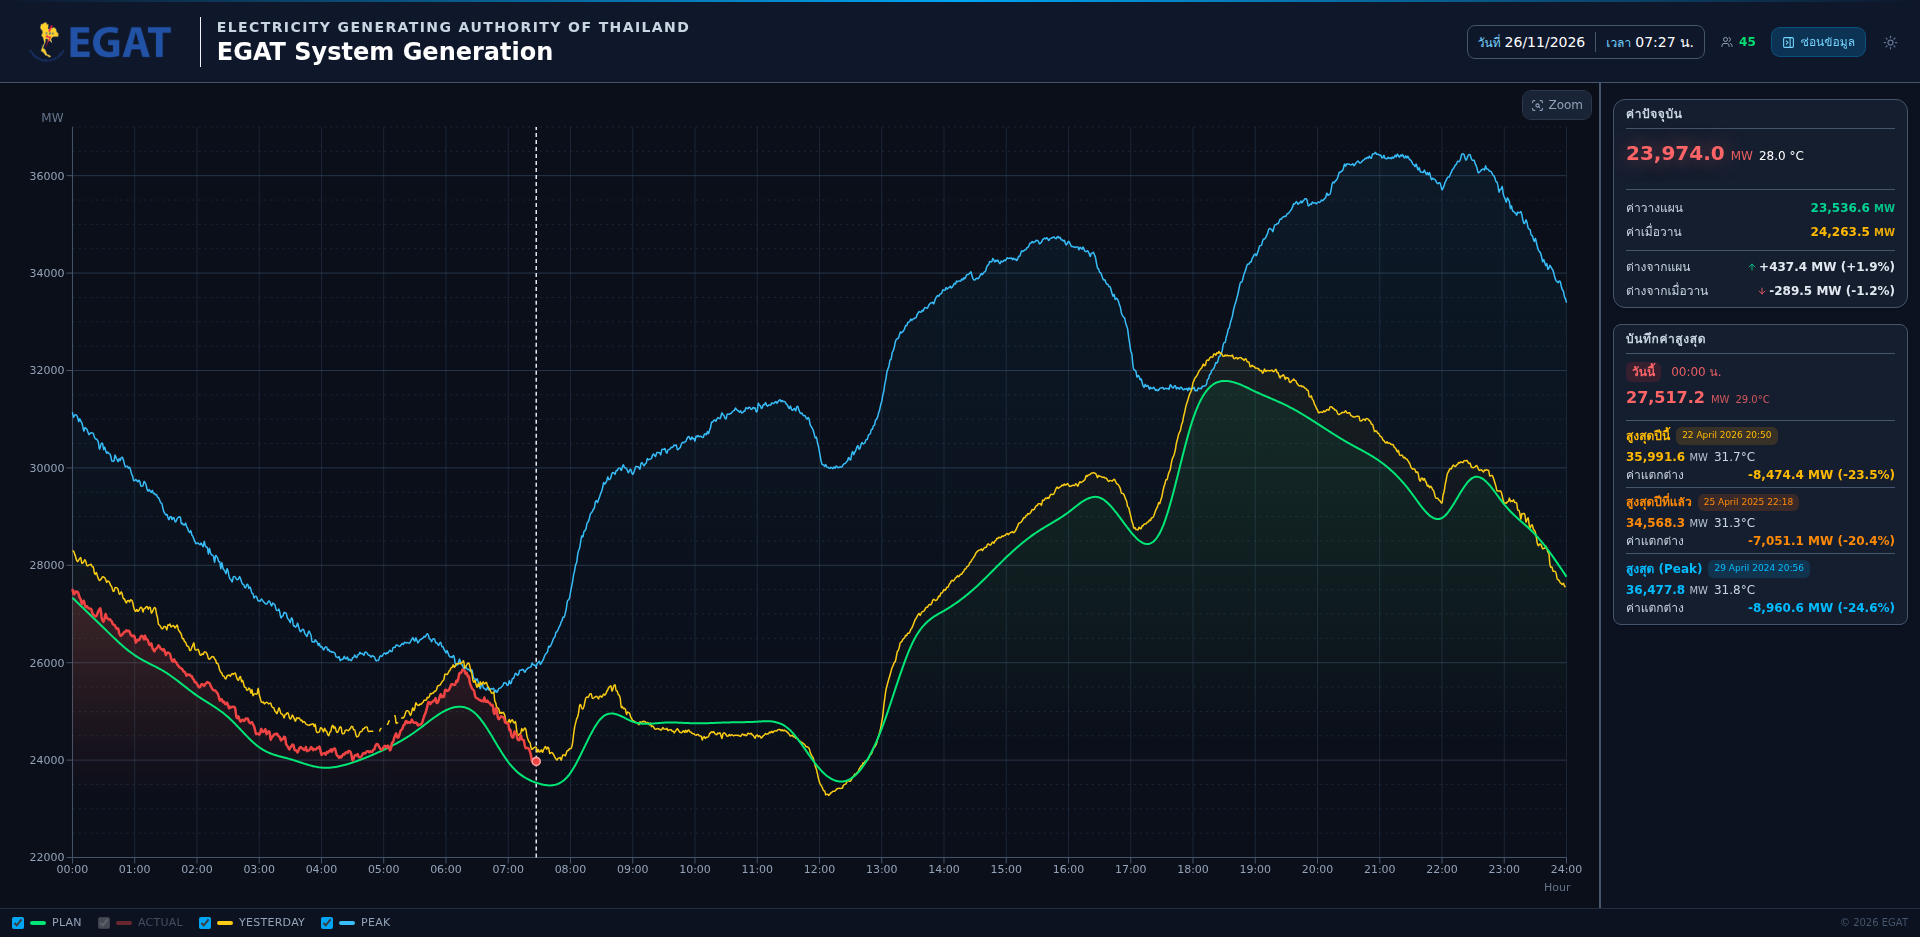 EGAT
ELECTRICITY GENERATING AUTHORITY OF THAILAND
EGAT System Generation
วันที่ 26/11/2026 เวลา 07:27 น.
45
ซ่อนข้อมูล
Zoom
MW
36000
34000
32000
30000
28000
26000
24000
22000
00:00 01:00 02:00 03:00 04:00 05:00 06:00 07:00 08:00 09:00 10:00 11:00 12:00 13:00 14:00 15:00 16:00 17:00 18:00 19:00 20:00 21:00 22:00 23:00 24:00
Hour
ค่าปัจจุบัน
23,974.0 MW 28.0 °C
ค่าวางแผน 23,536.6 MW
ค่าเมื่อวาน 24,263.5 MW
ต่างจากแผน ↑ +437.4 MW (+1.9%)
ต่างจากเมื่อวาน ↓ -289.5 MW (-1.2%)
บันทึกค่าสูงสุด
วันนี้ 00:00 น.
27,517.2 MW 29.0°C
สูงสุดปีนี้ 22 April 2026 20:50
35,991.6 MW 31.7°C
ค่าแตกต่าง -8,474.4 MW (-23.5%)
สูงสุดปีที่แล้ว 25 April 2025 22:18
34,568.3 MW 31.3°C
ค่าแตกต่าง -7,051.1 MW (-20.4%)
สูงสุด (Peak) 29 April 2024 20:56
36,477.8 MW 31.8°C
ค่าแตกต่าง -8,960.6 MW (-24.6%)
PLAN ACTUAL YESTERDAY PEAK
© 2026 EGAT